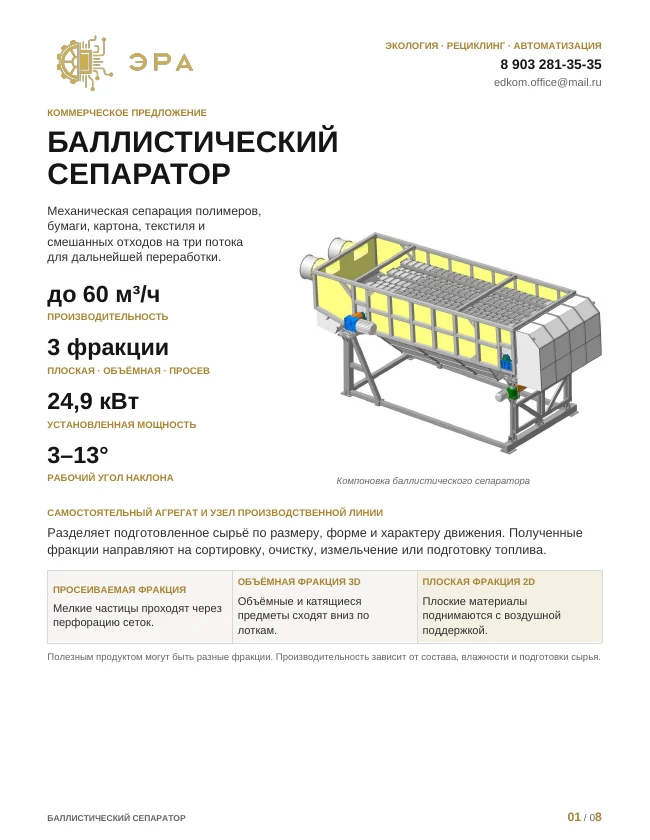 ЭРА
ЭКОЛОГИЯ · РЕЦИКЛИНГ · АВТОМАТИЗАЦИЯ
8 903 281-35-35
edkom.office@mail.ru
КОММЕРЧЕСКОЕ ПРЕДЛОЖЕНИЕ
БАЛЛИСТИЧЕСКИЙ
СЕПАРАТОР
Механическая сепарация полимеров,
бумаги, картона, текстиля и
смешанных отходов на три потока
для дальнейшей переработки.
до 60 м³/ч
ПРОИЗВОДИТЕЛЬНОСТЬ
3 фракции
ПЛОСКАЯ · ОБЪЁМНАЯ · ПРОСЕВ
24,9 кВт
УСТАНОВЛЕННАЯ МОЩНОСТЬ
3–13°
РАБОЧИЙ УГОЛ НАКЛОНА
Компоновка баллистического сепаратора
САМОСТОЯТЕЛЬНЫЙ АГРЕГАТ И УЗЕЛ ПРОИЗВОДСТВЕННОЙ ЛИНИИ
Разделяет подготовленное сырьё по размеру, форме и характеру движения. Полученные
фракции направляют на сортировку, очистку, измельчение или подготовку топлива.
ПРОСЕИВАЕМАЯ ФРАКЦИЯ
Мелкие частицы проходят через
перфорацию сеток.
ОБЪЁМНАЯ ФРАКЦИЯ 3D
Объёмные и катящиеся
предметы сходят вниз по
лоткам.
ПЛОСКАЯ ФРАКЦИЯ 2D
Плоские материалы
поднимаются с воздушной
поддержкой.
Полезным продуктом могут быть разные фракции. Производительность зависит от состава, влажности и подготовки сырья.
БАЛЛИСТИЧЕСКИЙ СЕПАРАТОР
01 / 08